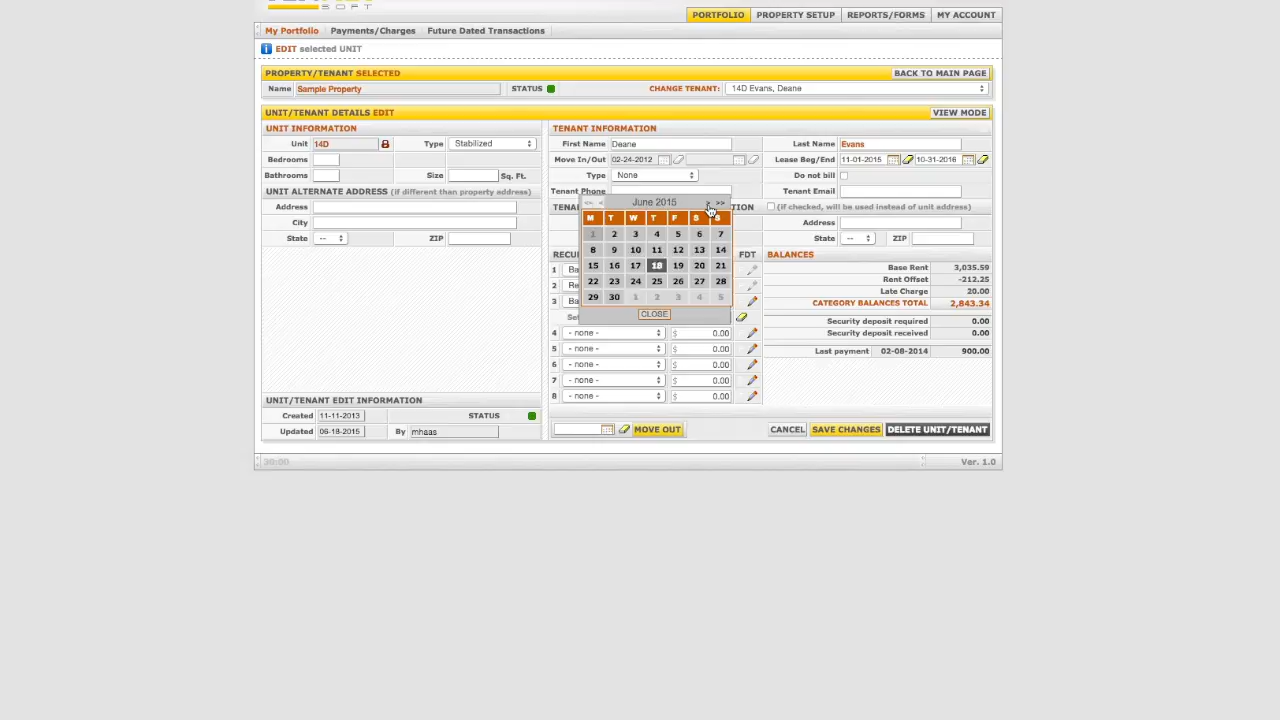 SOFT
PORTFOLIO PROPERTY SETUP REPORTS/FORMS MY ACCOUNT
My Portfolio Payments/Charges Future Dated Transactions
EDIT selected UNIT
PROPERTY/TENANT SELECTED BACK TO MAIN PAGE
Name Sample Property STATUS CHANGE TENANT: 14D Evans, Deane
UNIT/TENANT DETAILS EDIT VIEW MODE
UNIT INFORMATION TENANT INFORMATION
Unit 14D Type Stabilized First Name Deane Last Name Evans
Bedrooms Move In/Out 02-24-2012 Lease Beg/End 11-01-2015 10-31-2016
Bathrooms Size Sq. Ft. Type None Do not bill
UNIT ALTERNATE ADDRESS (if different than property address) Tenant Phone Tenant Email
<< < June 2015 > >>
Address (if checked, will be used instead of unit address)
M T W T F S S
City Address
1 2 3 4 5 6 7
State -- ZIP State -- ZIP
8 9 10 11 12 13 14
FDT BALANCES
15 16 17 18 19 20 21
1 Base Rent 3,035.59
22 23 24 25 26 27 28
2 Rent Offset -212.25
Late Charge 20.00
29 30 1 2 3 4 5
3 CATEGORY BALANCES TOTAL 2,843.34
CLOSE
Security deposit required 0.00
4 - none - $ 0.00 Security deposit received 0.00
5 - none - $ 0.00 Last payment 02-08-2014 900.00
6 - none - $ 0.00
7 - none - $ 0.00
8 - none - $ 0.00
UNIT/TENANT EDIT INFORMATION
Created 11-11-2013 STATUS
Updated 06-18-2015 By mhaas MOVE OUT CANCEL SAVE CHANGES DELETE UNIT/TENANT
30:00 Ver. 1.0